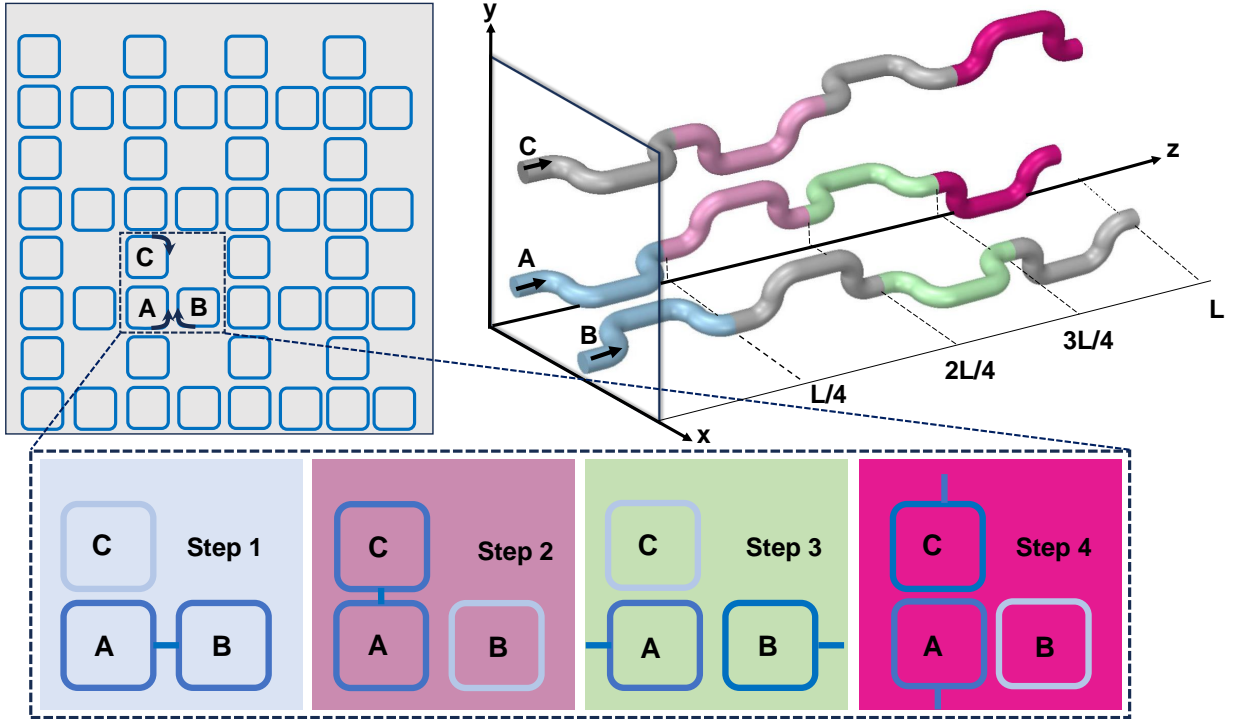 y
C
z
A
C
A B
B
L
3L/4
2L/4
L/4
x
C Step 1
A B
C Step 2
A B
C Step 3
A B
C Step 4
A B